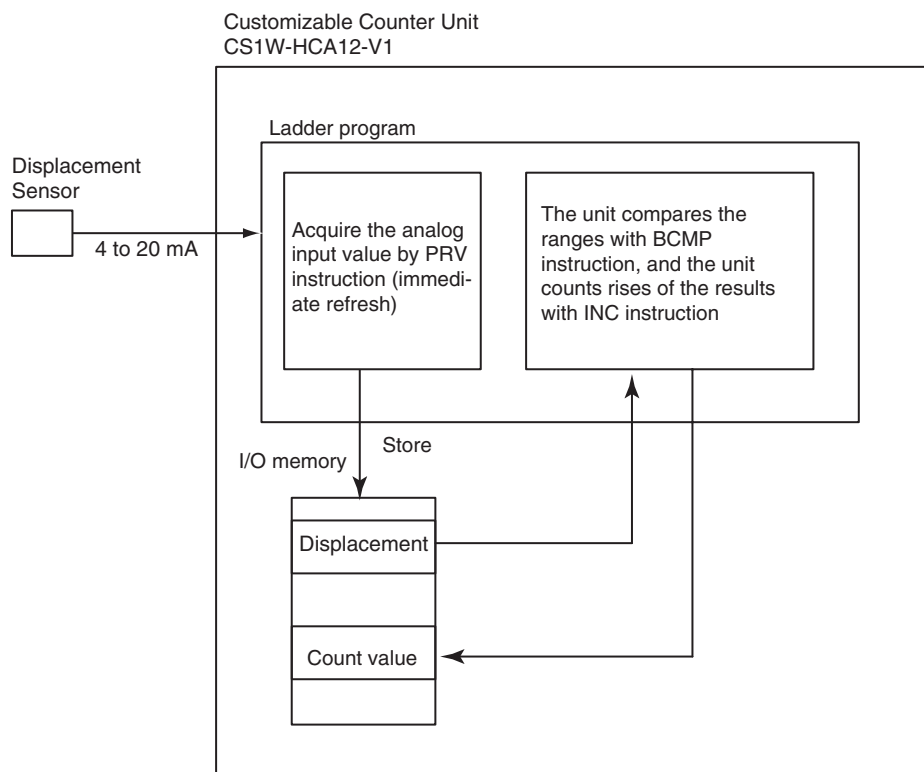 Customizable Counter Unit
CS1W-HCA12-V1
Ladder program
Displacement
Sensor
4 to 20 mA
Acquire the analog
input value by PRV
instruction (immedi-
ate refresh)
The unit compares the
ranges with BCMP
instruction, and the unit
counts rises of the results
with INC instruction
Store
I/O memory
Displacement
Count value